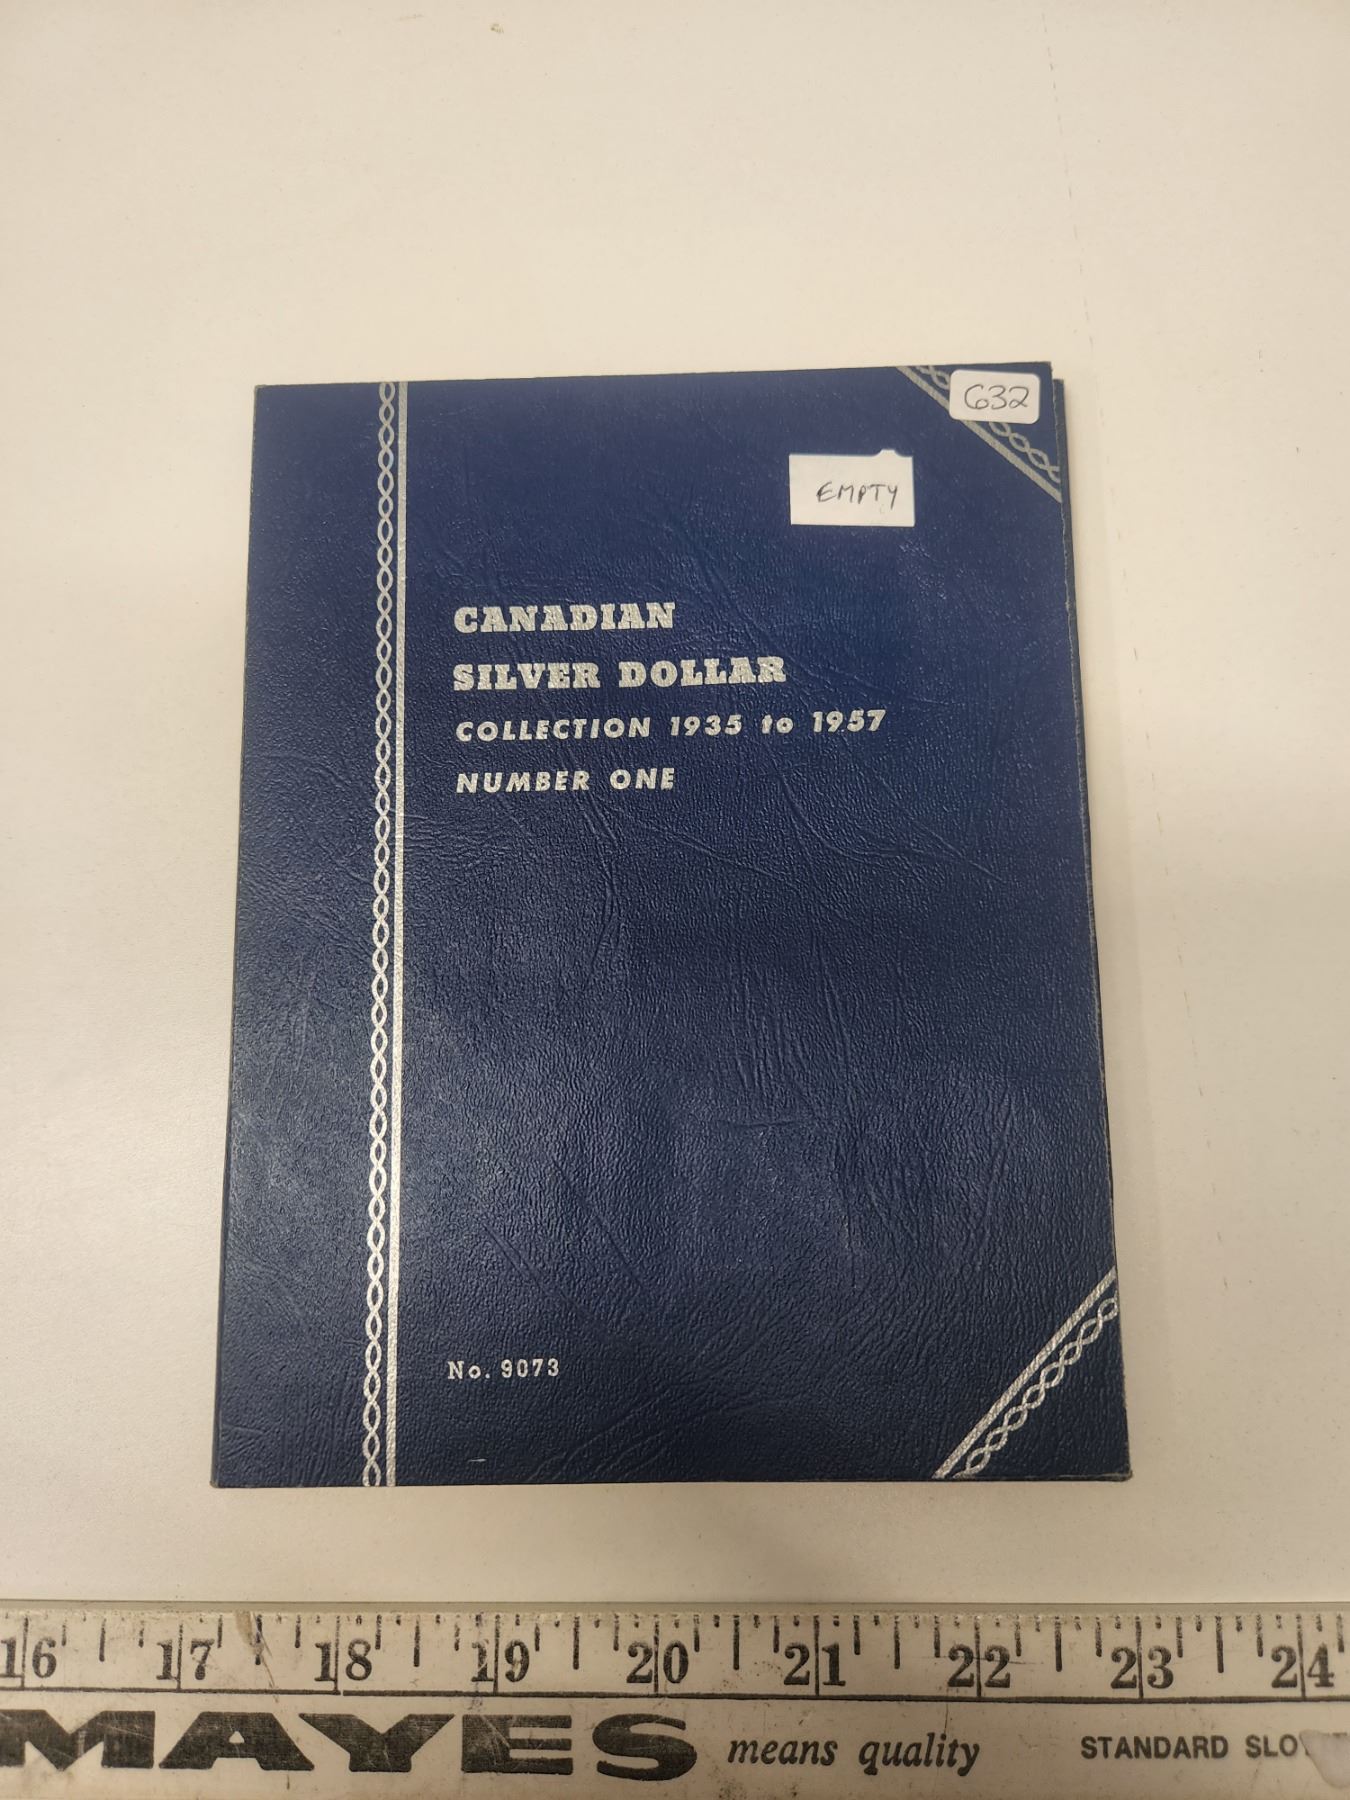 632
EMPTY
CANADIAN
SILVER DOLLAR
COLLECTION 1935 to 1957
NUMBER ONE
No. 9073
16 17 18 19 20 21 22 23 24
MAYES means quality STANDARD